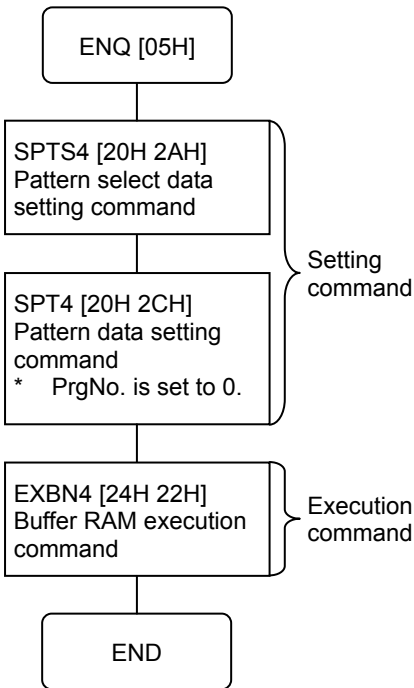 ENQ [05H]
SPTS4 [20H 2AH]
Pattern select data
setting command
Setting
command
SPT4 [20H 2CH]
Pattern data setting
command
* PrgNo. is set to 0.
EXBN4 [24H 22H]
Buffer RAM execution
command
Execution
command
END